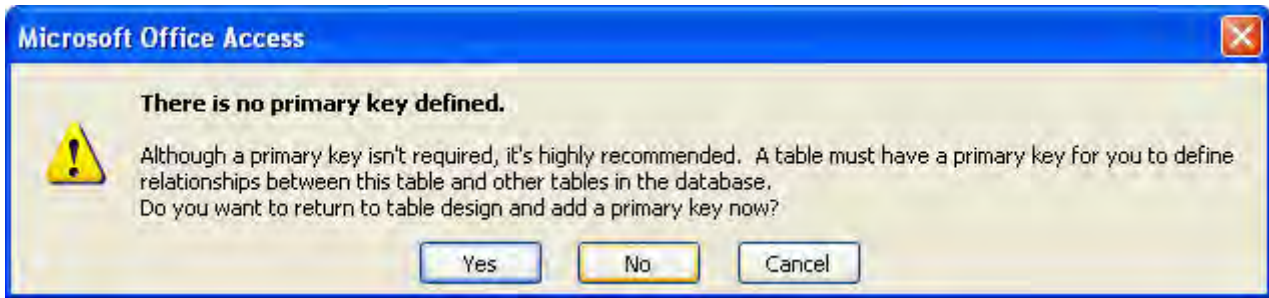 Microsoft Office Access
There is no primary key defined.
Although a primary key isn't required, it's highly recommended.  A table must have a primary key for you to define
relationships between this table and other tables in the database.
Do you want to return to table design and add a primary key now?
Yes No Cancel